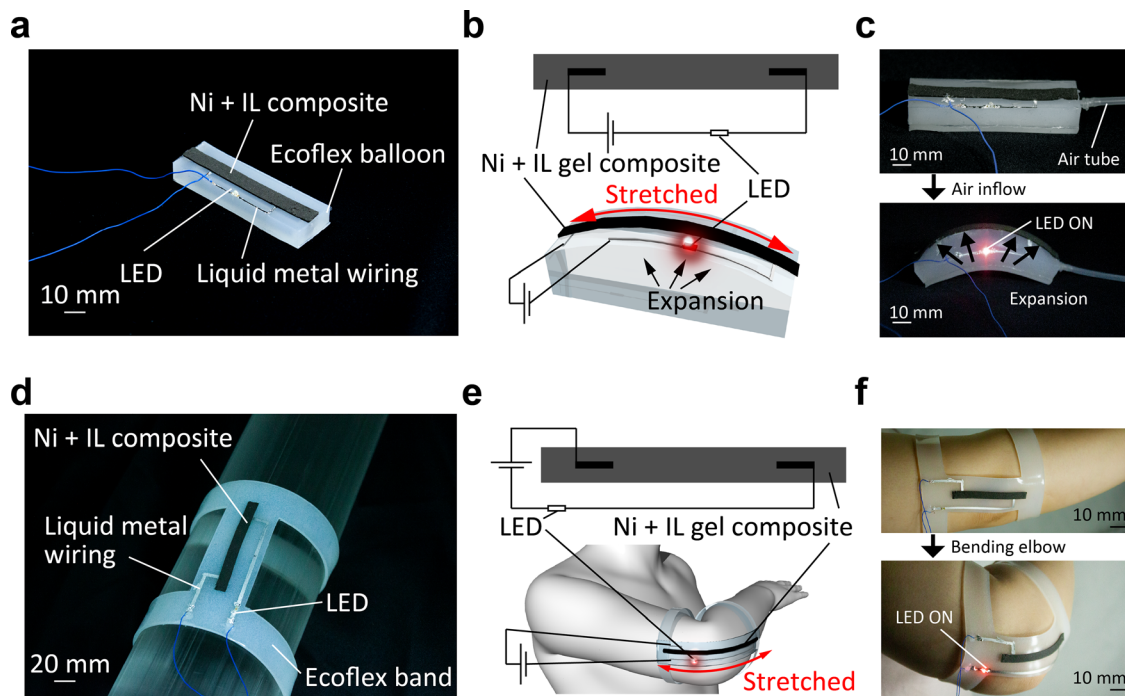 a
Ni + IL composite
Ecoflex balloon
LED
Liquid metal wiring
10 mm
b
Ni + IL gel composite
LED
Stretched
Expansion
c
10 mm
Air tube
Air inflow
LED ON
Expansion
10 mm
d
Ni + IL composite
Liquid metal
wiring
LED
20 mm
Ecoflex band
e
LED
Ni + IL gel composite
Stretched
f
10 mm
Bending elbow
LED ON
10 mm